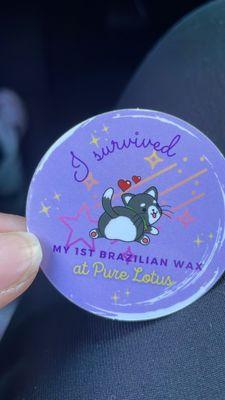 I survived
MY 1ST BRAZILIAN WAX
at Pure Lotus